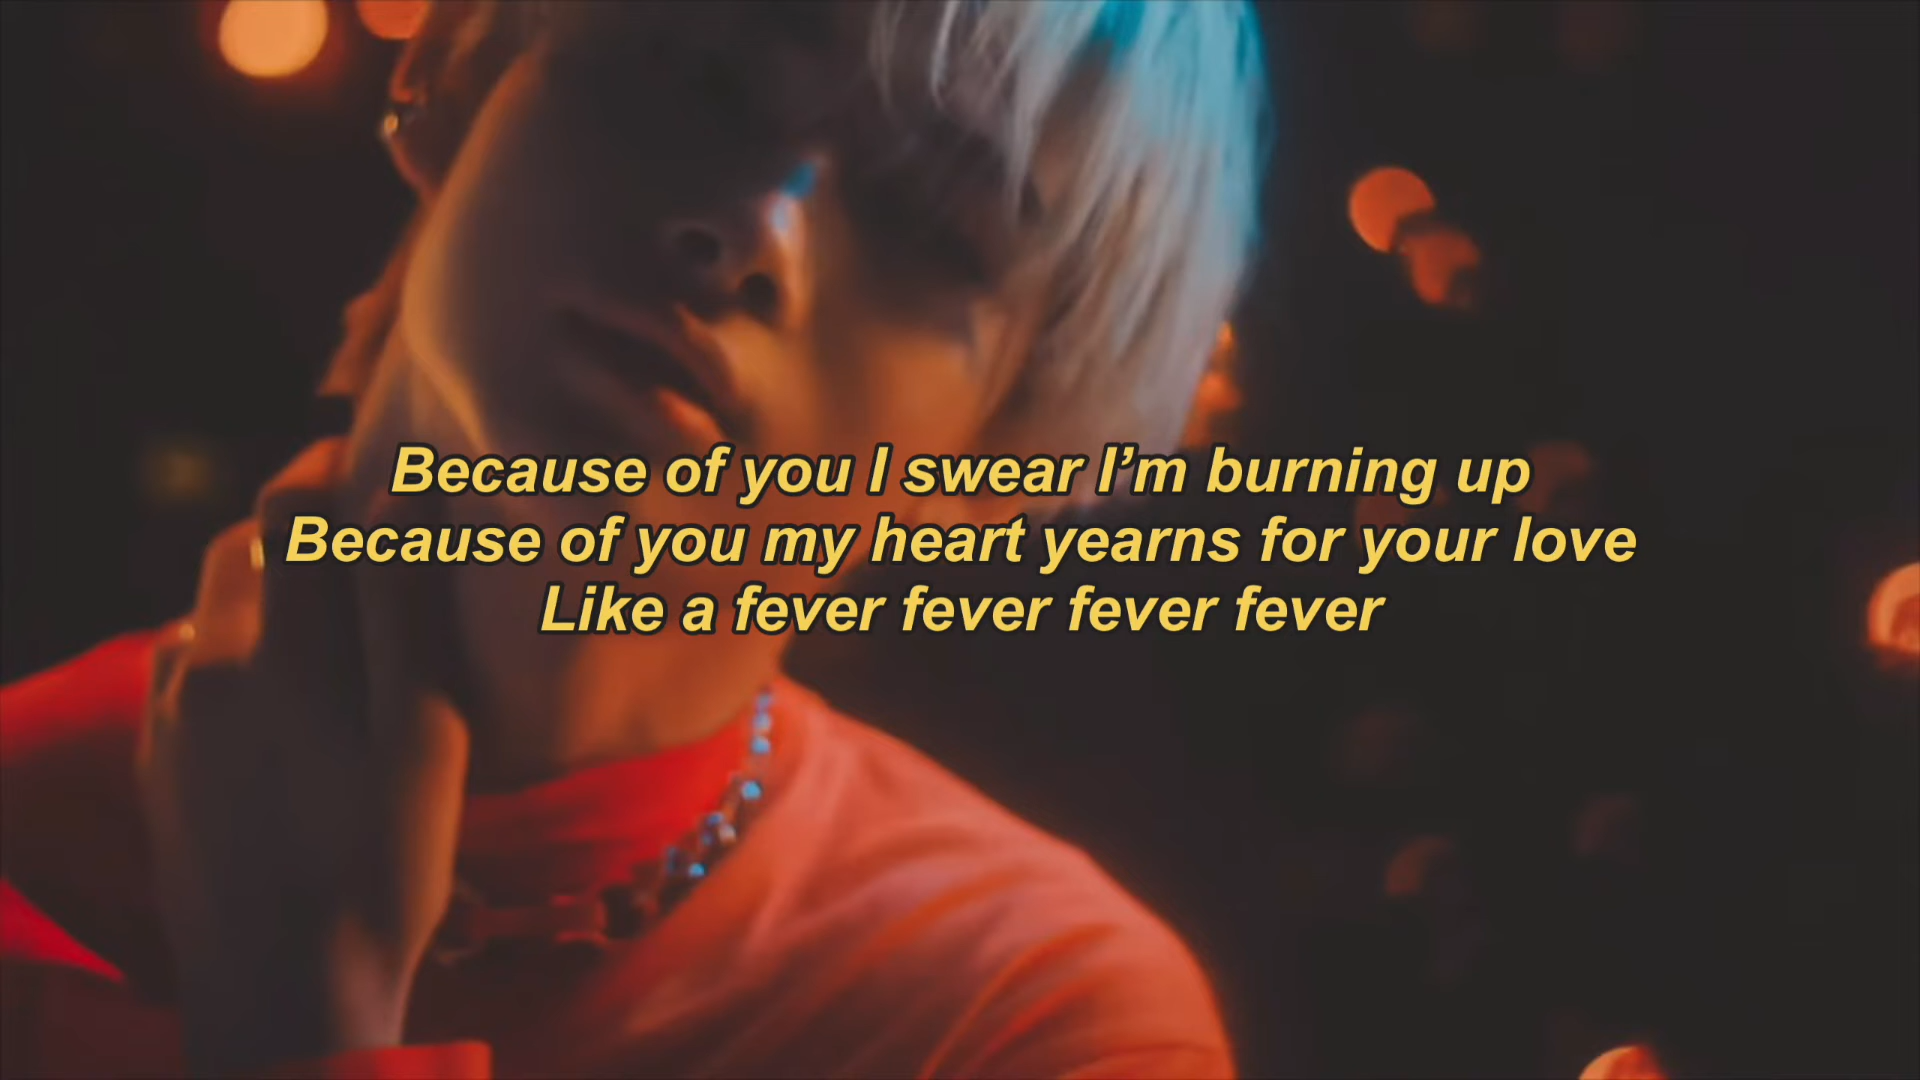 Because of you I swear I’m burning up
Because of you my heart yearns for your love
Like a fever fever fever fever